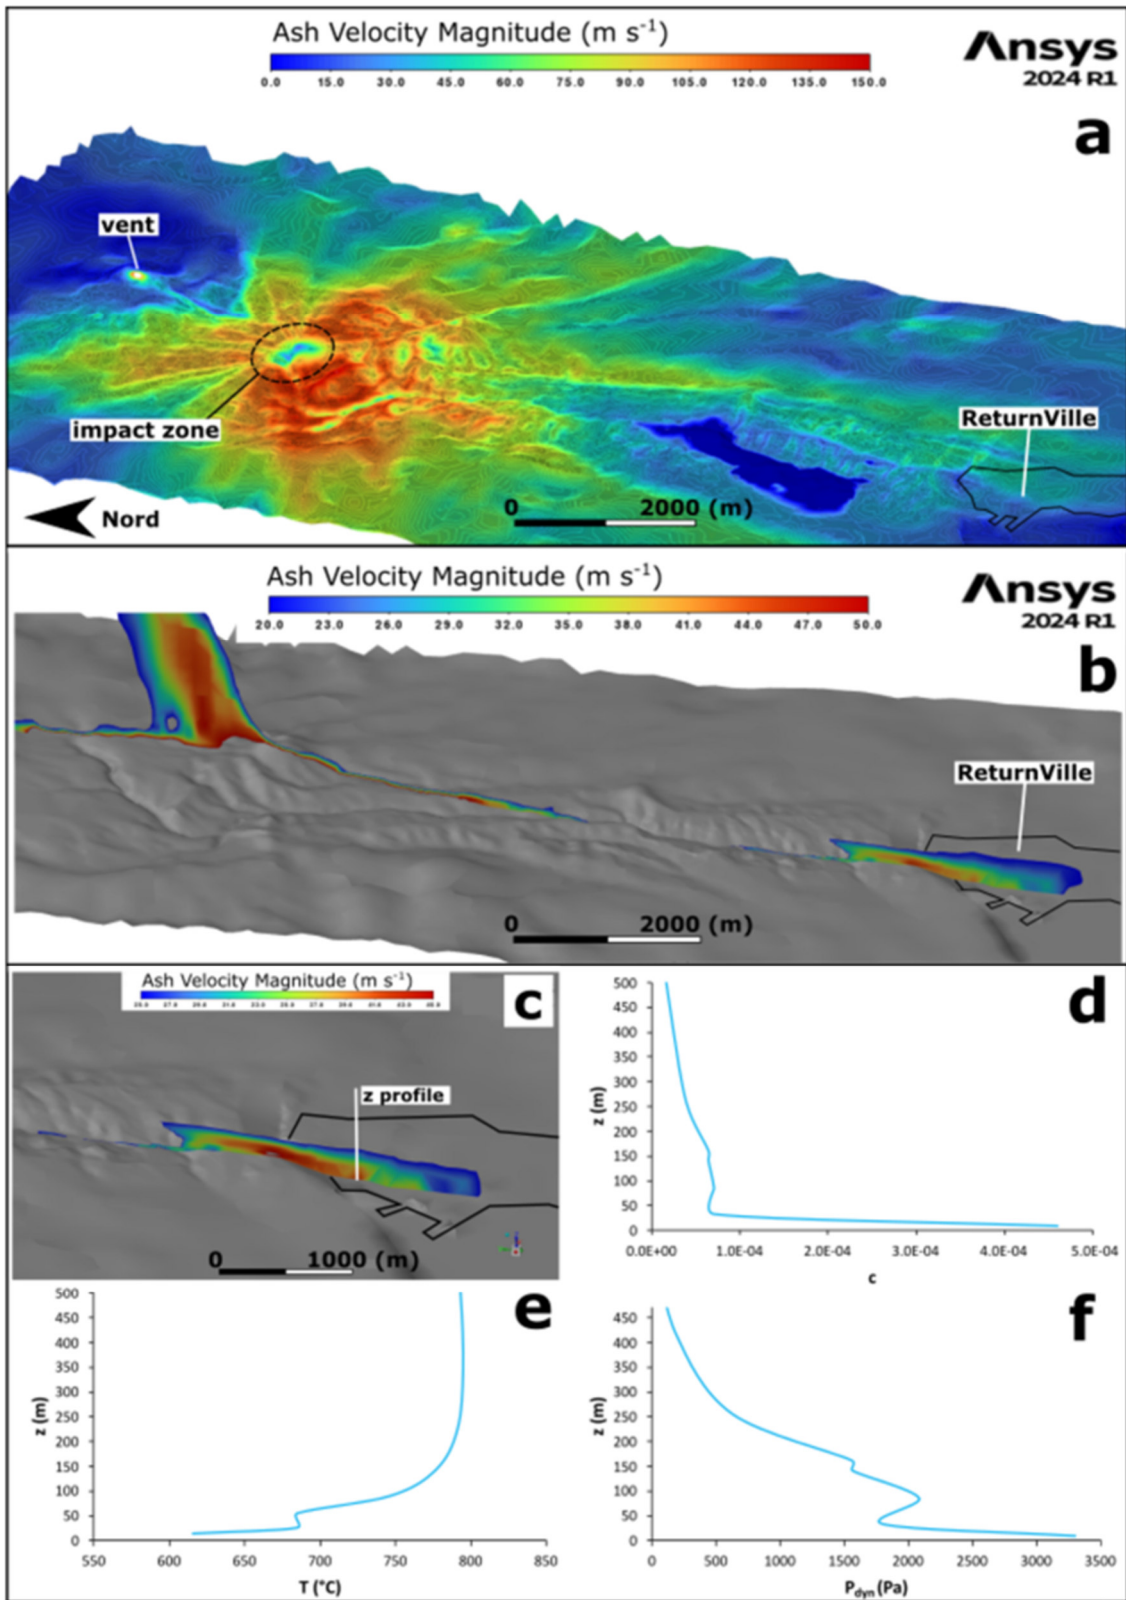 Ash Velocity Magnitude (m s-1)
0.0 15.0 30.0 45.0 60.0 75.0 90.0 105.0 120.0 135.0 150.0
Ansys
2024 R1
a
vent
impact zone
ReturnVille
Nord
0 2000 (m)
Ash Velocity Magnitude (m s-1)
20.0 23.0 26.0 29.0 32.0 35.0 38.0 41.0 44.0 47.0 50.0
Ansys
2024 R1
b
ReturnVille
0 2000 (m)
Ash Velocity Magnitude (m s-1)
c
z profile
0 1000 (m)
d
500
450
400
350
300
250
200
150
100
50
0
z (m)
0.0E+00 1.0E-04 2.0E-04 3.0E-04 4.0E-04 5.0E-04
c
e
500
450
400
350
300
250
200
150
100
50
0
z (m)
550 600 650 700 750 800 850
T (°C)
f
450
400
350
300
250
200
150
100
50
0
z (m)
0 500 1000 1500 2000 2500 3000 3500
Pdyn (Pa)